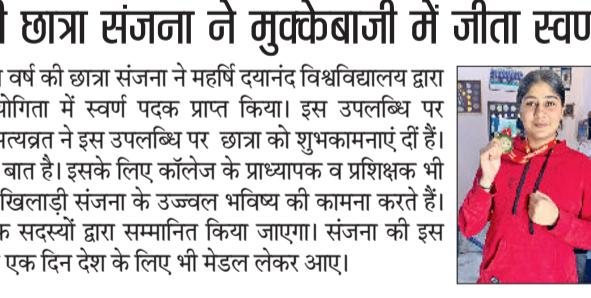 छात्रा संजना ने मुक्केबाजी में जीता स्वण
वर्ष की छात्रा संजना ने महर्षि दयानंद विश्वविद्यालय द्वारा
योगिता में स्वर्ण पदक प्राप्त किया। इस उपलब्धि पर
सत्यव्रत ने इस उपलब्धि पर छात्रा को शुभकामनाएं दीं हैं।
बात है। इसके लिए कॉलेज के प्राध्यापक व प्रशिक्षक भी
खिलाड़ी संजना के उज्ज्वल भविष्य की कामना करते हैं।
क सदस्यों द्वारा सम्मानित किया जाएगा। संजना की इस
एक दिन देश के लिए भी मेडल लेकर आए।